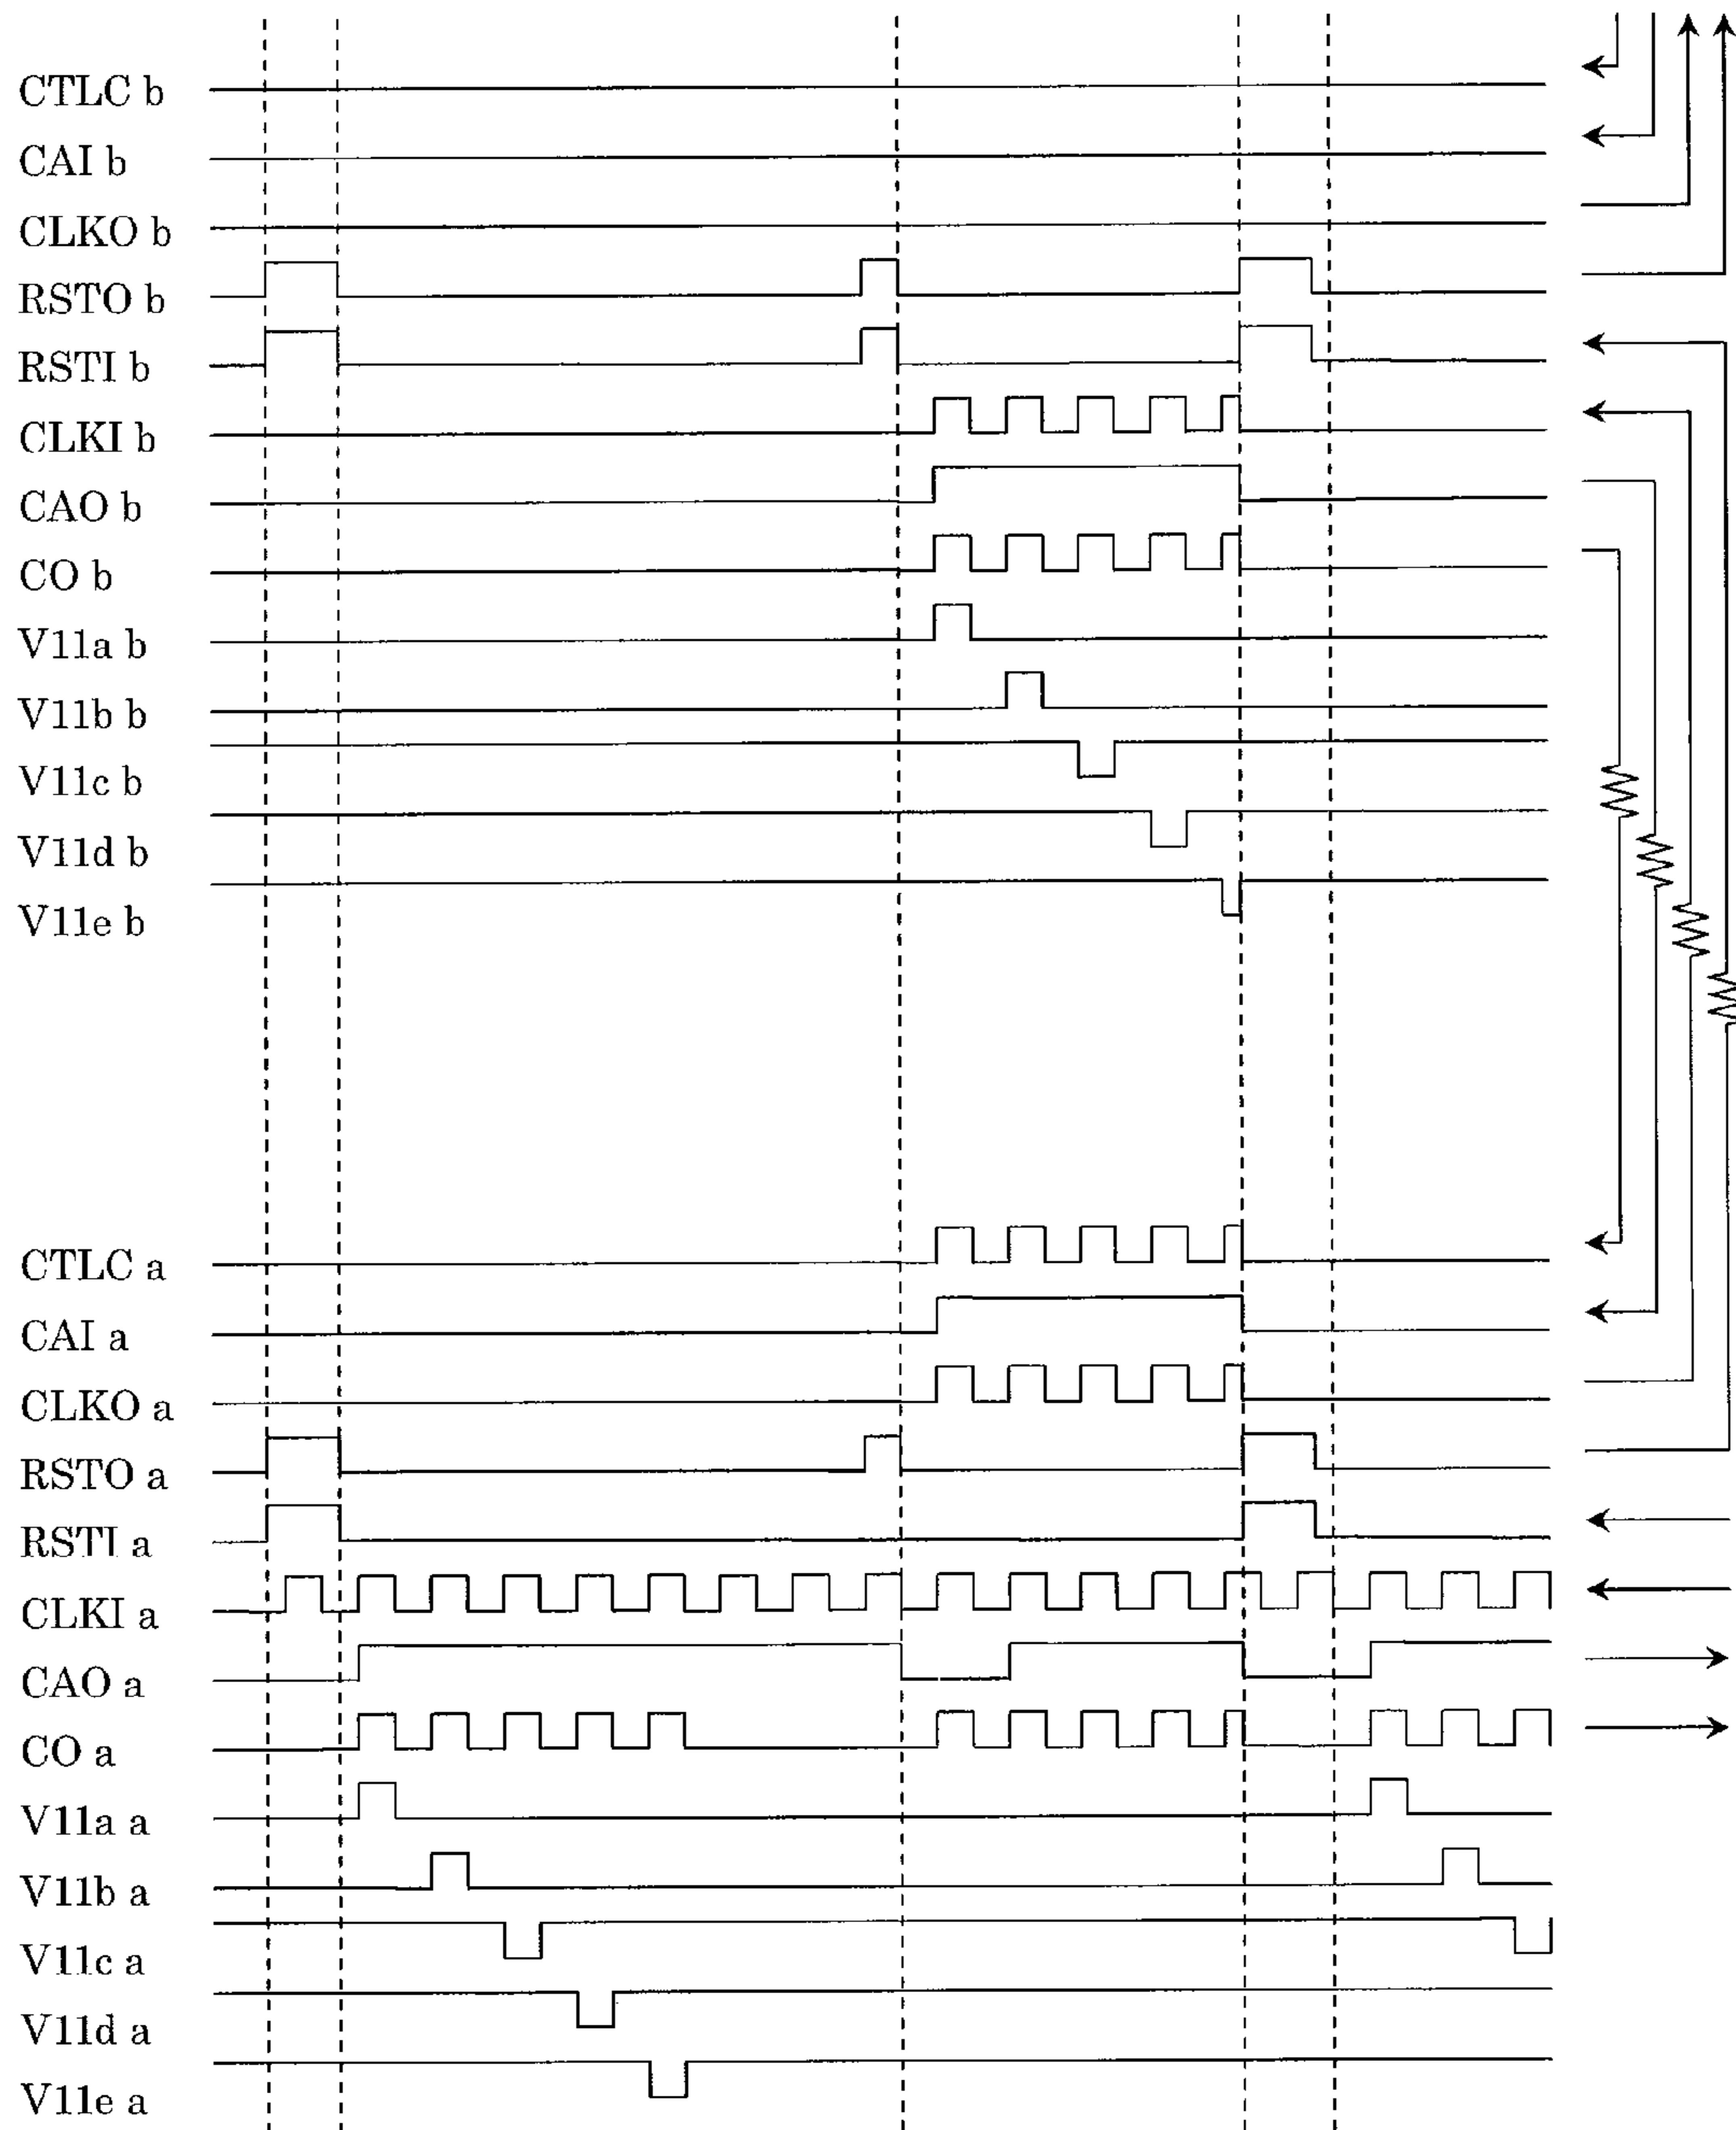 CTLC b
CAI b
CLKO b
RSTO b
RSTI b
CLKI b
CAO b
CO b
V11a b
V11b b
V11c b
V11d b
V11e b
CTLC a
CAI a
CLKO a
RSTO a
RSTI a
CLKI a
CAO a
CO a
V11a a
V11b a
V11c a
V11d a
V11e a